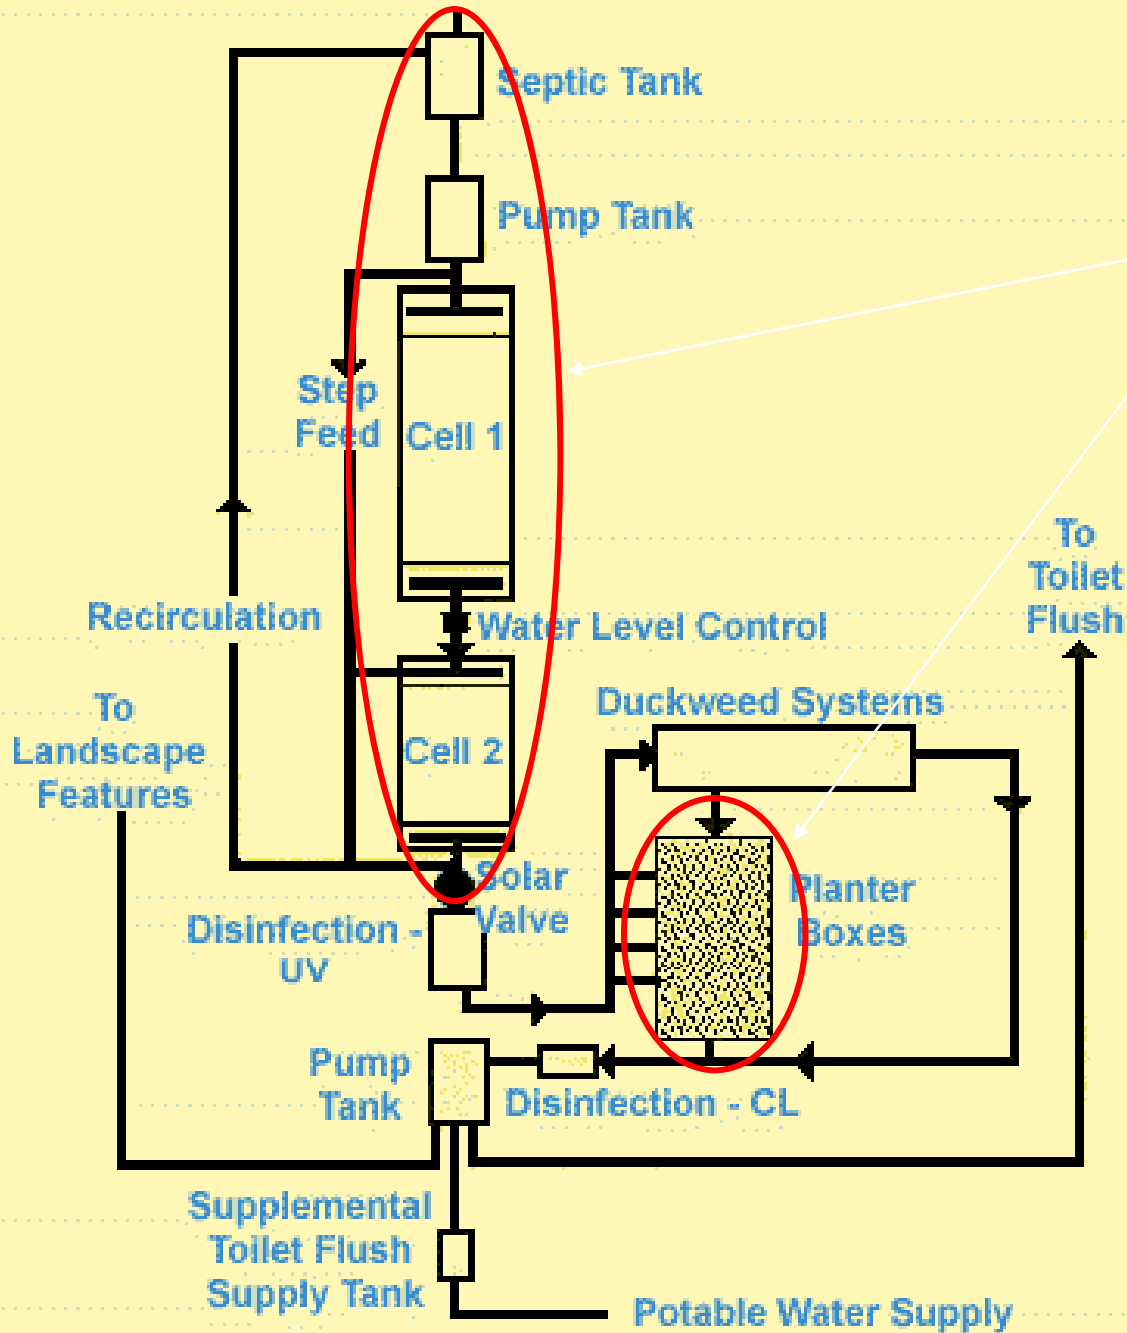 Septic Tank
Pump Tank
Step
Feed
Cell 1
To
Toilet
Flush
Recirculation
Water Level Control
To
Landscape
Features
Duckweed Systems
Cell 2
Solar
Valve
Planter
Boxes
Disinfection -
UV
Pump
Tank
Disinfection - CL
Supplemental
Toilet Flush
Supply Tank
Potable Water Supply